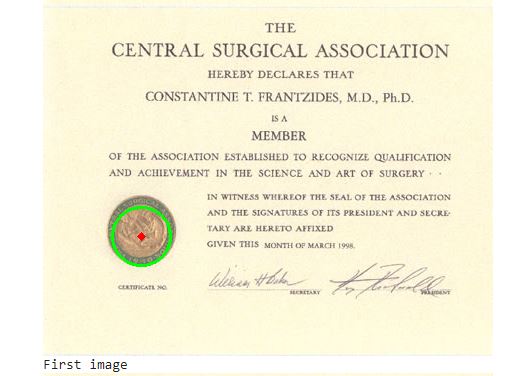 THE
CENTRAL SURGICAL ASSOCIATION
HEREBY DECLARES THAT
CONSTANTINE T. FRANTZIDES, M.D., Ph.D.
IS A
MEMBER
OF THE ASSOCIATION ESTABLISHED TO RECOGNIZE QUALIFICATION
AND ACHIEVEMENT IN THE SCIENCE AND ART OF SURGERY · ·
IN WITNESS WHEREOF THE SEAL OF THE ASSOCIATION
AND THE SIGNATURES OF ITS PRESIDENT AND SECRE-
TARY ARE HERETO AFFIXED
GIVEN THIS MONTH OF MARCH 1998.
CERTIFICATE NO.
SECRETARY
PRESIDENT
First image